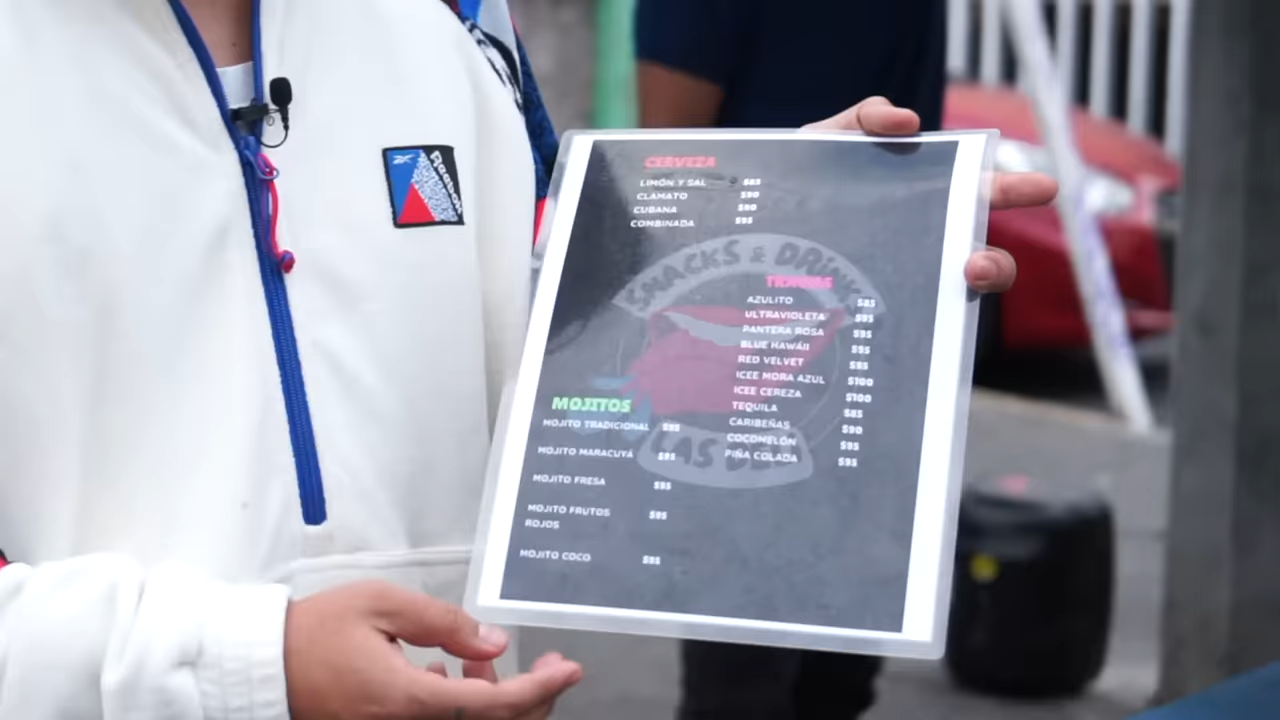 Reebok
CERVEZA
LIMÓN Y SAL $85
CLAMATO $90
CUBANA $90
COMBINADA $95
SNACKS & DRINKS
AZULITO $85
ULTRAVIOLETA $95
PANTERA ROSA $95
BLUE HAWÁII $95
RED VELVET $95
ICEE MORA AZUL $100
ICEE CEREZA $100
TEQUILA $85
CARIBEÑAS $90
COCOMELÓN $95
PIÑA COLADA $95
MOJITOS
MOJITO TRADICIONAL $95
MOJITO MARACUYÁ $95
MOJITO FRESA $95
MOJITO FRUTOS $95
ROJOS
MOJITO COCO $95
LAS